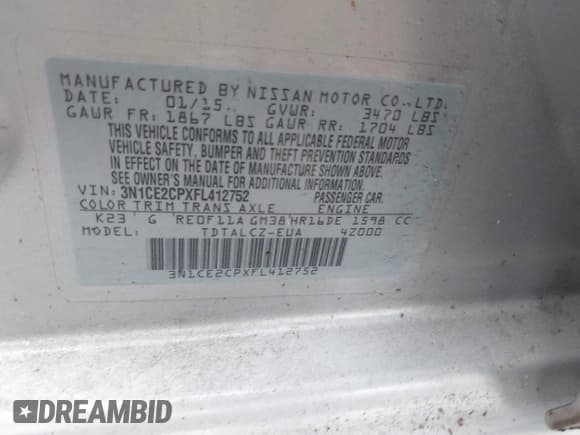 MANUFACTURED BY NISSAN MOTOR CO., LTD.
DATE: 01/15 GVWR: 3470 LBS
GAWR FR: 1867 LBS GAWR RR: 1704 LBS
THIS VEHICLE CONFORMS TO ALL APPLICABLE FEDERAL MOTOR
VEHICLE SAFETY, BUMPER AND THEFT PREVENTION STANDARDS
IN EFFECT ON THE DATE OF MANUFACTURE SHOWN ABOVE.
SEE OWNER'S MANUAL FOR ADDITIONAL INFORMATION.
VIN: 3N1CE2CPXFL412752 PASSENGER CAR.
COLOR TRIM TRANS AXLE ENGINE
K23 G RE0F11A GM38 HR16DE 1598 CC
MODEL: TDTALCZ-EUA 4Z000
3N1CE2CPXFL412752
DREAMBID